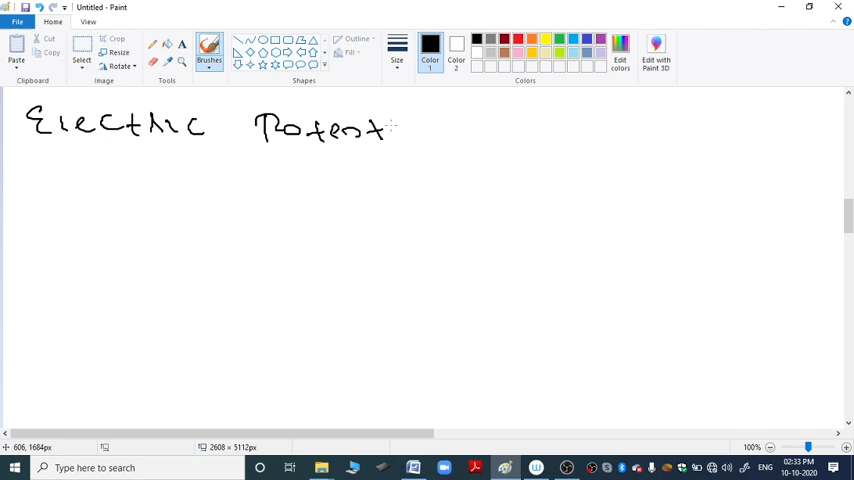 Untitled - Paint
File Home View
Paste Cut Copy Clipboard
Select Crop Resize Rotate Image
Tools
Brushes
Outline Fill Shapes
Size
Color 1 Color 2 Colors
Edit colors
Edit with Paint 3D
Electric Potent
606, 1684px 2608 × 5112px 100%
Type here to search ENG 02:33 PM 10-10-2020